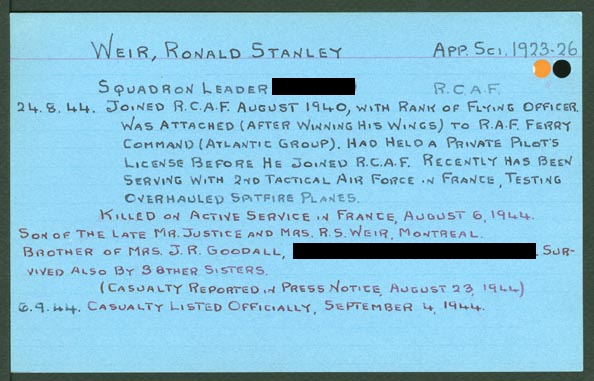 WEIR, RONALD STANLEY APP. SCI. 1923-26
SQUADRON LEADER R.C.A.F.
24.8.44. JOINED R.C.A.F. AUGUST 1940, WITH RANK OF FLYING OFFICER.
WAS ATTACHED (AFTER WINNING HIS WINGS) TO R.A.F. FERRY
COMMAND (ATLANTIC GROUP). HAD HELD A PRIVATE PILOT'S
LICENSE BEFORE HE JOINED R.C.A.F. RECENTLY HAS BEEN
SERVING WITH 2ND TACTICAL AIR FORCE IN FRANCE, TESTING
OVERHAULED SPITFIRE PLANES.
KILLED ON ACTIVE SERVICE IN FRANCE, AUGUST 6, 1944.
SON OF THE LATE MR. JUSTICE AND MRS. R.S. WEIR, MONTREAL.
BROTHER OF MRS. J.R. GOODALL, SUR-
VIVED ALSO BY 3 OTHER SISTERS.
(CASUALTY REPORTED IN PRESS NOTICE, AUGUST 23, 1944)
6.9.44. CASUALTY LISTED OFFICIALLY, SEPTEMBER 4, 1944.